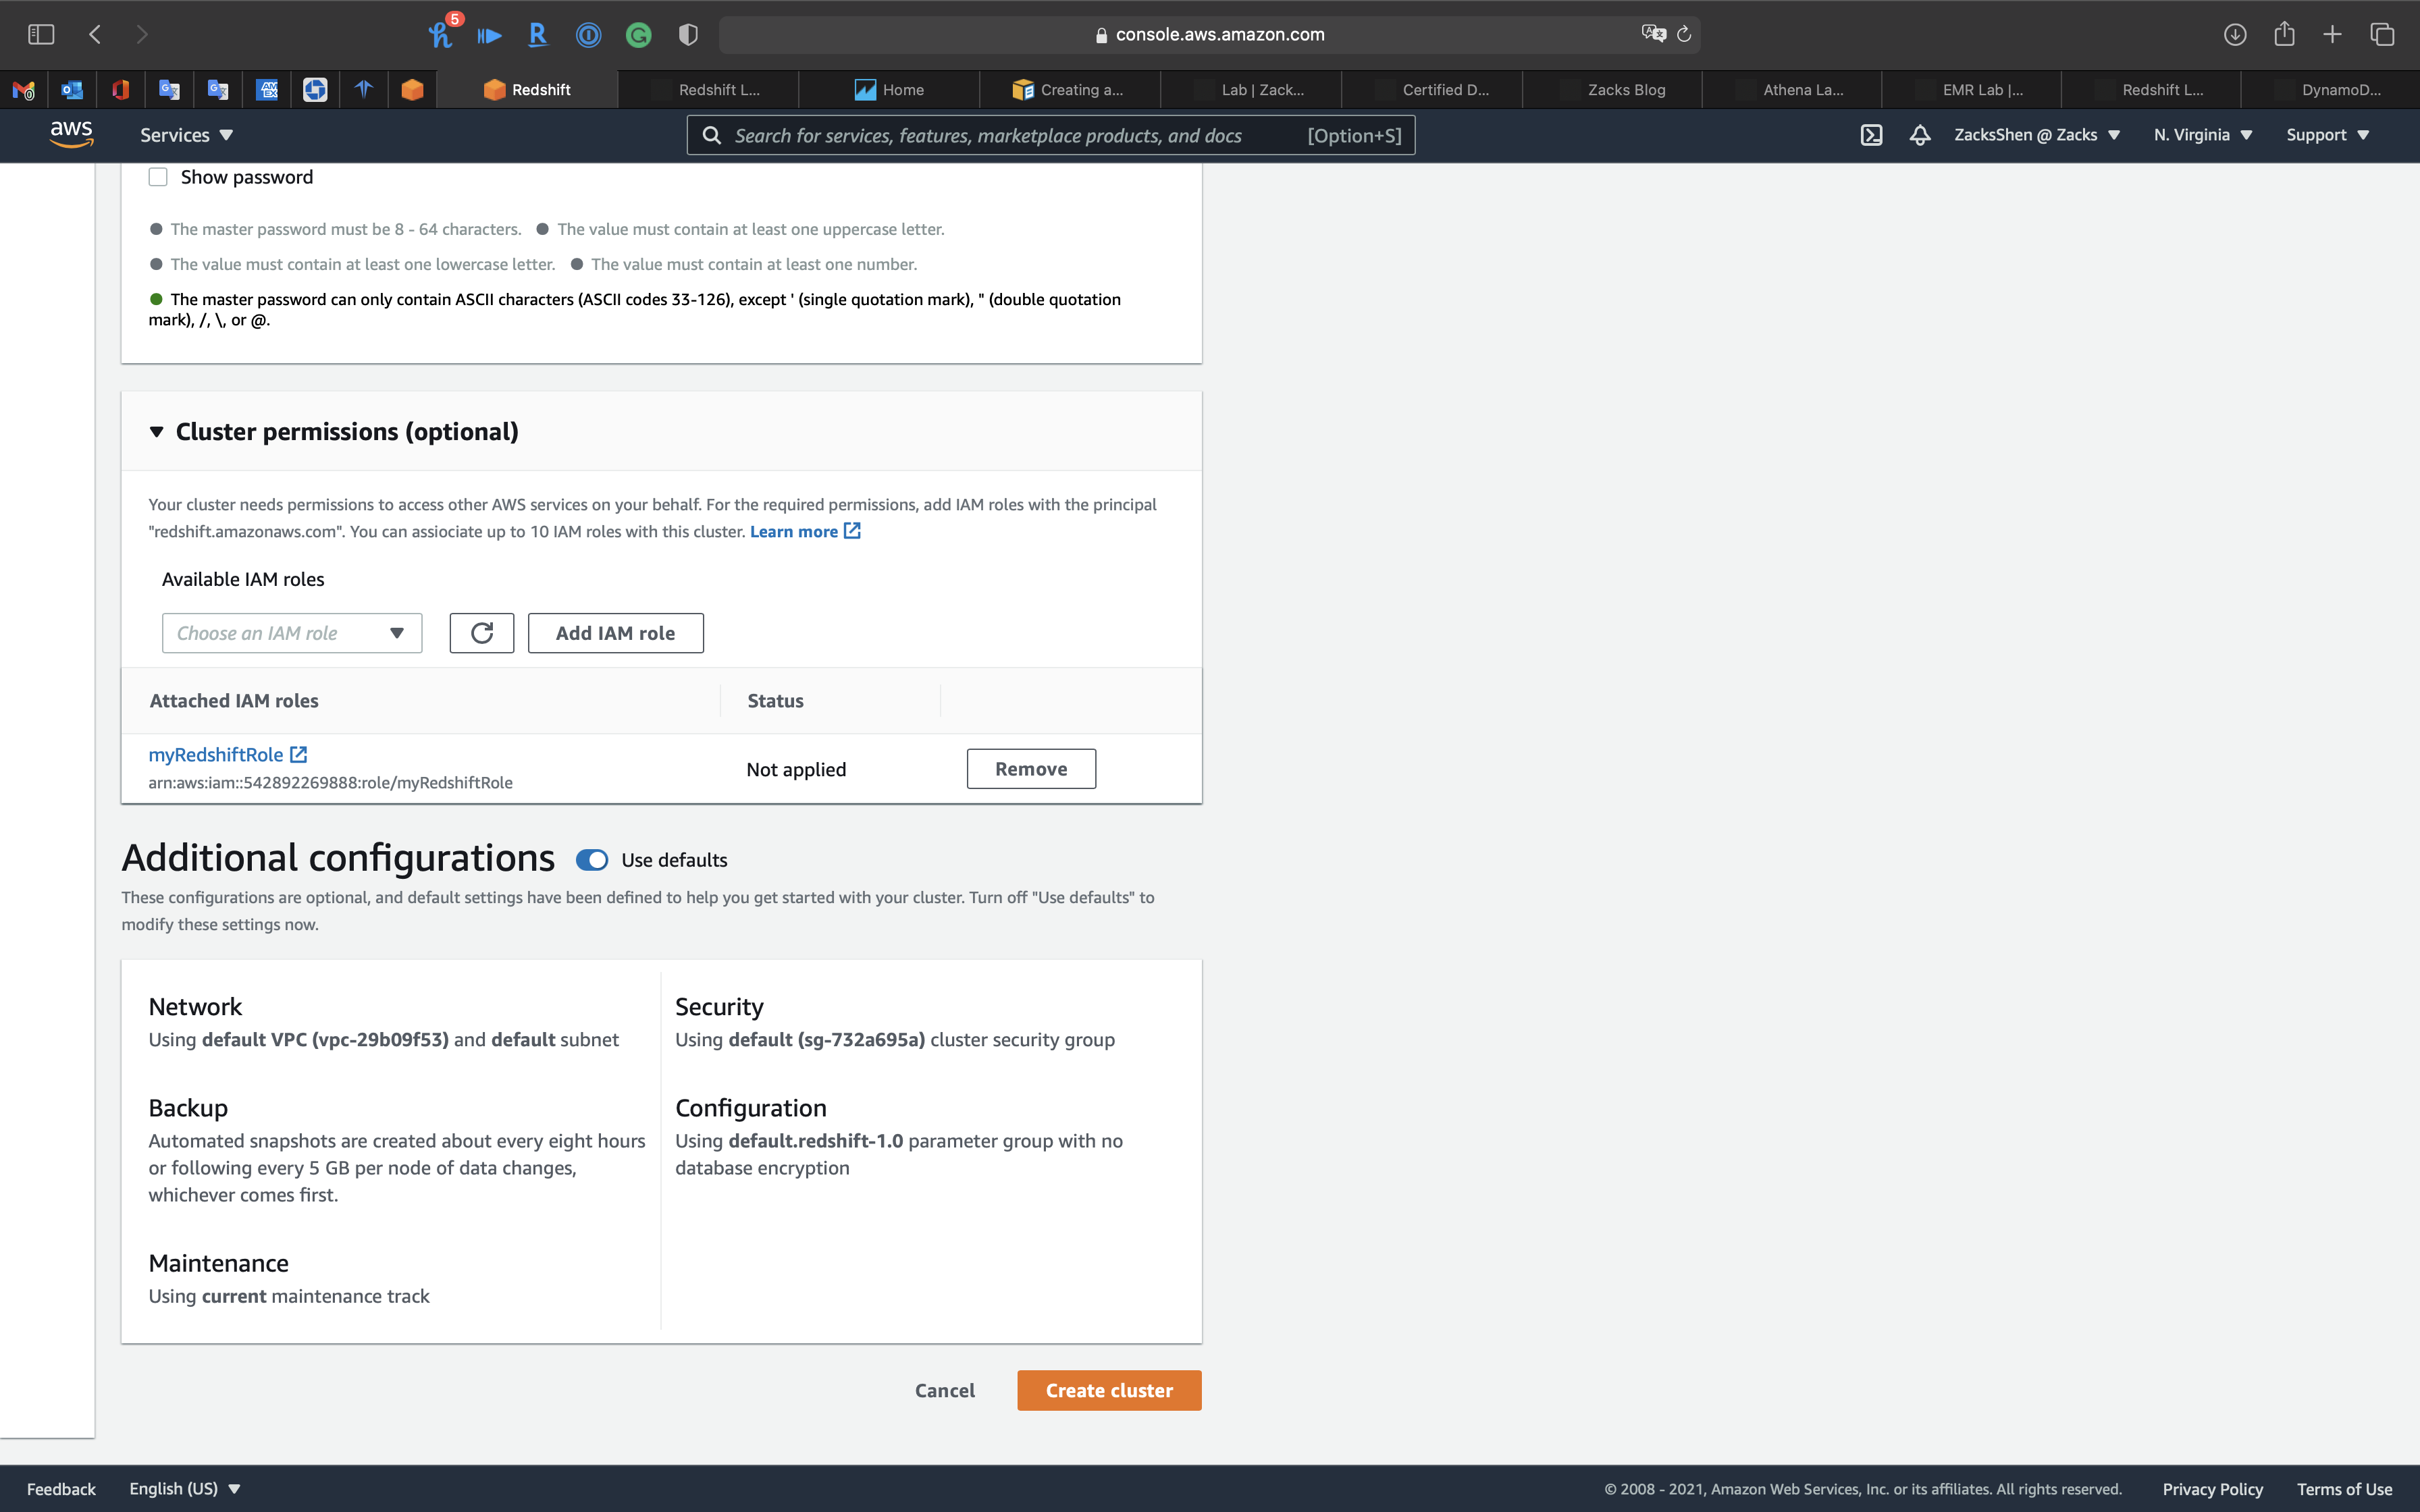 5
console.aws.amazon.com
Redshift
Redshift L...
Home
Creating a...
Lab | Zack...
Certified D...
Zacks Blog
Athena La...
EMR Lab |...
Redshift L...
DynamoD...
aws
Services
Search for services, features, marketplace products, and docs [Option+S]
ZacksShen @ Zacks
N. Virginia
Support
Show password
The master password must be 8 - 64 characters. The value must contain at least one uppercase letter.
The value must contain at least one lowercase letter. The value must contain at least one number.
The master password can only contain ASCII characters (ASCII codes 33-126), except ' (single quotation mark), " (double quotation
mark), /, \, or @.
Cluster permissions (optional)
Your cluster needs permissions to access other AWS services on your behalf. For the required permissions, add IAM roles with the principal
"redshift.amazonaws.com". You can assiociate up to 10 IAM roles with this cluster. Learn more
Available IAM roles
Choose an IAM role
Add IAM role
Attached IAM roles
Status
myRedshiftRole
arn:aws:iam::542892269888:role/myRedshiftRole
Not applied
Remove
Additional configurations
Use defaults
These configurations are optional, and default settings have been defined to help you get started with your cluster. Turn off "Use defaults" to
modify these settings now.
Network
Using default VPC (vpc-29b09f53) and default subnet
Security
Using default (sg-732a695a) cluster security group
Backup
Automated snapshots are created about every eight hours
or following every 5 GB per node of data changes,
whichever comes first.
Configuration
Using default.redshift-1.0 parameter group with no
database encryption
Maintenance
Using current maintenance track
Cancel
Create cluster
Feedback
English (US)
© 2008 - 2021, Amazon Web Services, Inc. or its affiliates. All rights reserved.
Privacy Policy
Terms of Use